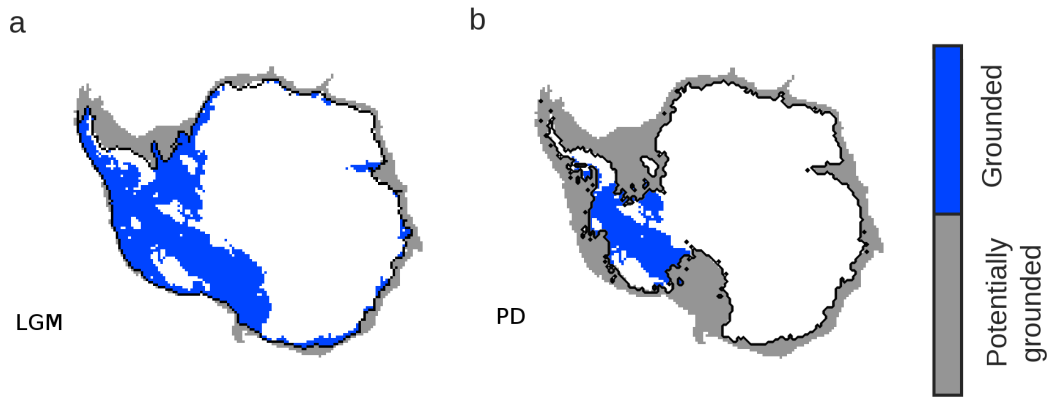 a
b
LGM
PD
Grounded
Potentially
grounded